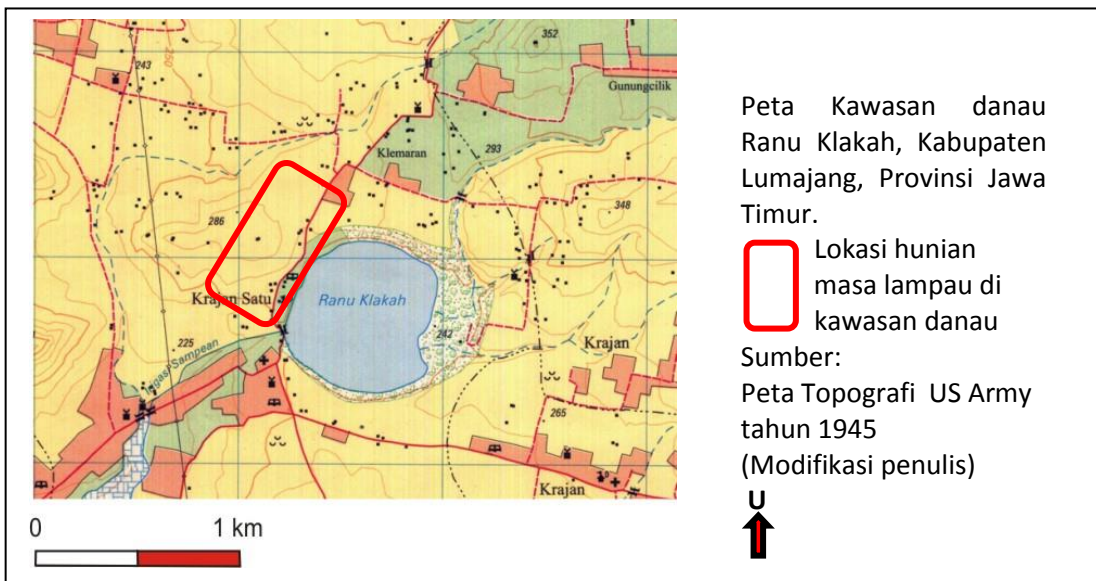 352
243
250
Gunungcilik
Klemaran
293
286
348
Krajan Satu
Ranu Klakah
242
225
Krajan
265
Krajan
0 1 km
Peta Kawasan danau
Ranu Klakah, Kabupaten
Lumajang, Provinsi Jawa
Timur.
Lokasi hunian
masa lampau di
kawasan danau
Sumber:
Peta Topografi US Army
tahun 1945
(Modifikasi penulis)
U